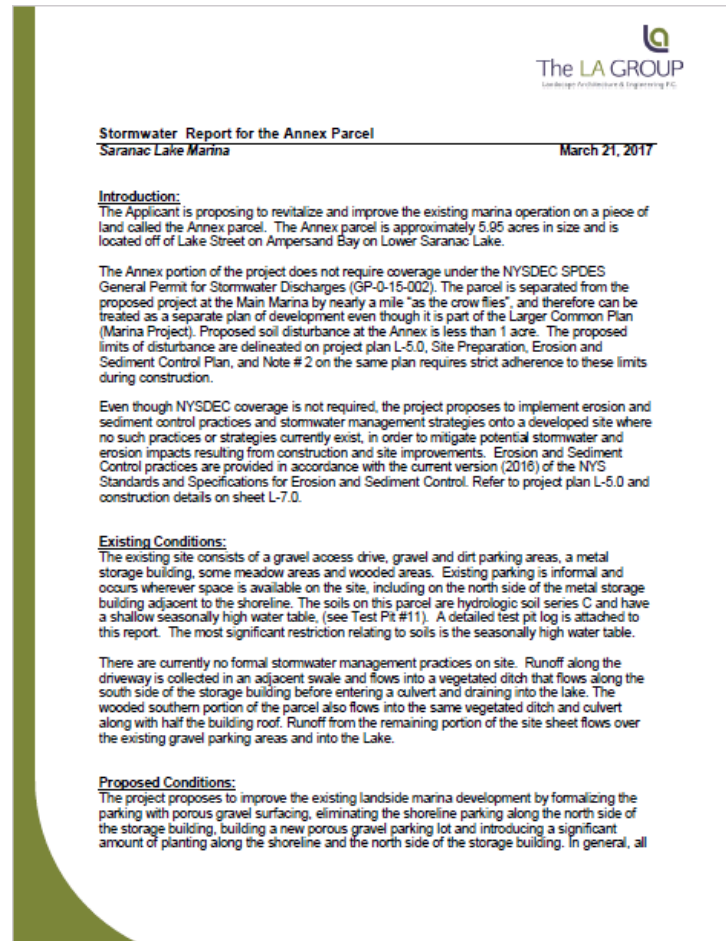 The LA GROUP
Landscape Architecture & Engineering P.C.
Stormwater Report for the Annex Parcel
Saranac Lake Marina March 21, 2017
Introduction:
The Applicant is proposing to revitalize and improve the existing marina operation on a piece of
land called the Annex parcel. The Annex parcel is approximately 5.95 acres in size and is
located off of Lake Street on Ampersand Bay on Lower Saranac Lake.
The Annex portion of the project does not require coverage under the NYSDEC SPDES
General Permit for Stormwater Discharges (GP-0-15-002). The parcel is separated from the
proposed project at the Main Marina by nearly a mile "as the crow flies", and therefore can be
treated as a separate plan of development even though it is part of the Larger Common Plan
(Marina Project). Proposed soil disturbance at the Annex is less than 1 acre. The proposed
limits of disturbance are delineated on project plan L-5.0, Site Preparation, Erosion and
Sediment Control Plan, and Note # 2 on the same plan requires strict adherence to these limits
during construction.
Even though NYSDEC coverage is not required, the project proposes to implement erosion and
sediment control practices and stormwater management strategies onto a developed site where
no such practices or strategies currently exist, in order to mitigate potential stormwater and
erosion impacts resulting from construction and site improvements. Erosion and Sediment
Control practices are provided in accordance with the current version (2016) of the NYS
Standards and Specifications for Erosion and Sediment Control. Refer to project plan L-5.0 and
construction details on sheet L-7.0.
Existing Conditions:
The existing site consists of a gravel access drive, gravel and dirt parking areas, a metal
storage building, some meadow areas and wooded areas. Existing parking is informal and
occurs wherever space is available on the site, including on the north side of the metal storage
building adjacent to the shoreline. The soils on this parcel are hydrologic soil series C and have
a shallow seasonally high water table, (see Test Pit #11). A detailed test pit log is attached to
this report. The most significant restriction relating to soils is the seasonally high water table.
There are currently no formal stormwater management practices on site. Runoff along the
driveway is collected in an adjacent swale and flows into a vegetated ditch that flows along the
south side of the storage building before entering a culvert and draining into the lake. The
wooded southern portion of the parcel also flows into the same vegetated ditch and culvert
along with half the building roof. Runoff from the remaining portion of the site sheet flows over
the existing gravel parking areas and into the Lake.
Proposed Conditions:
The project proposes to improve the existing landside marina development by formalizing the
parking with porous gravel surfacing, eliminating the shoreline parking along the north side of
the storage building, building a new porous gravel parking lot and introducing a significant
amount of planting along the shoreline and the north side of the storage building. In general, all